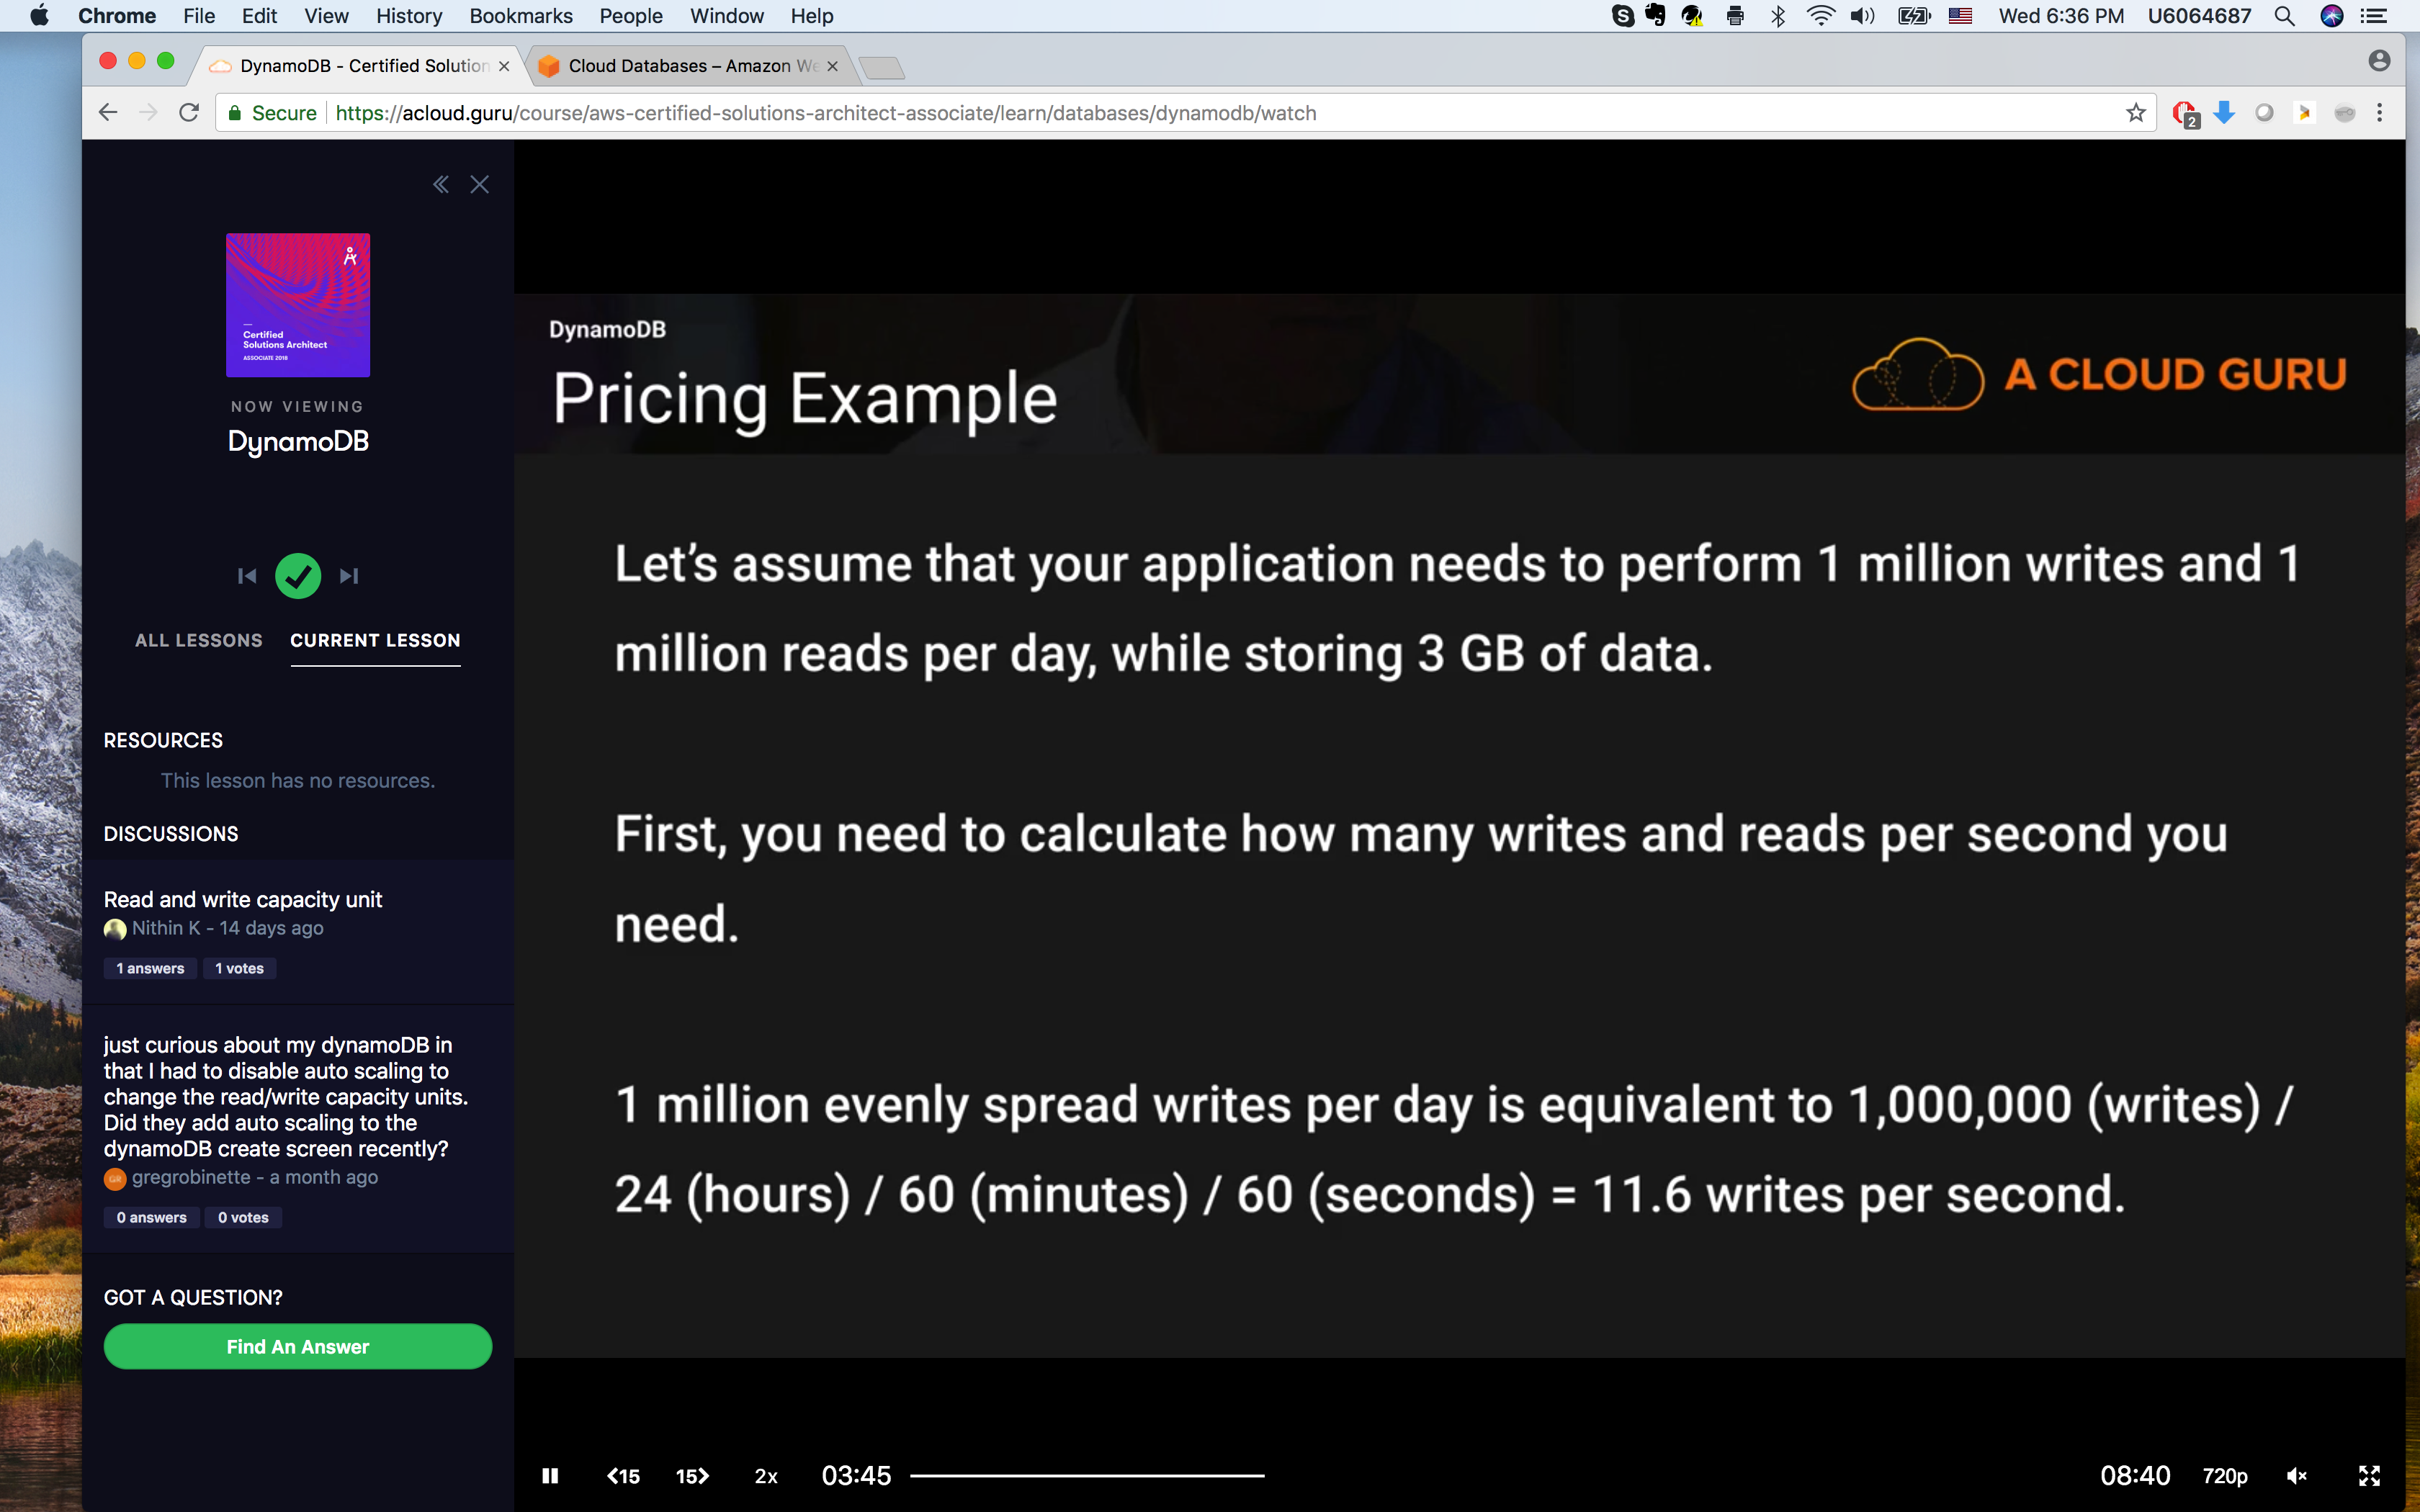 Chrome File Edit View History Bookmarks People Window Help
Wed 6:36 PM U6064687
DynamoDB - Certified Solution
Cloud Databases – Amazon We
Secure https://acloud.guru/course/aws-certified-solutions-architect-associate/learn/databases/dynamodb/watch
2
Certified
Solutions Architect
ASSOCIATE 2018
NOW VIEWING
DynamoDB
ALL LESSONS CURRENT LESSON
RESOURCES
This lesson has no resources.
DISCUSSIONS
Read and write capacity unit
Nithin K - 14 days ago
1 answers 1 votes
just curious about my dynamoDB in
that I had to disable auto scaling to
change the read/write capacity units.
Did they add auto scaling to the
dynamoDB create screen recently?
GR gregrobinette - a month ago
0 answers 0 votes
GOT A QUESTION?
Find An Answer
DynamoDB
Pricing Example
A CLOUD GURU
Let’s assume that your application needs to perform 1 million writes and 1
million reads per day, while storing 3 GB of data.
First, you need to calculate how many writes and reads per second you
need.
1 million evenly spread writes per day is equivalent to 1,000,000 (writes) /
24 (hours) / 60 (minutes) / 60 (seconds) = 11.6 writes per second.
15 15 2x 03:45 08:40 720p